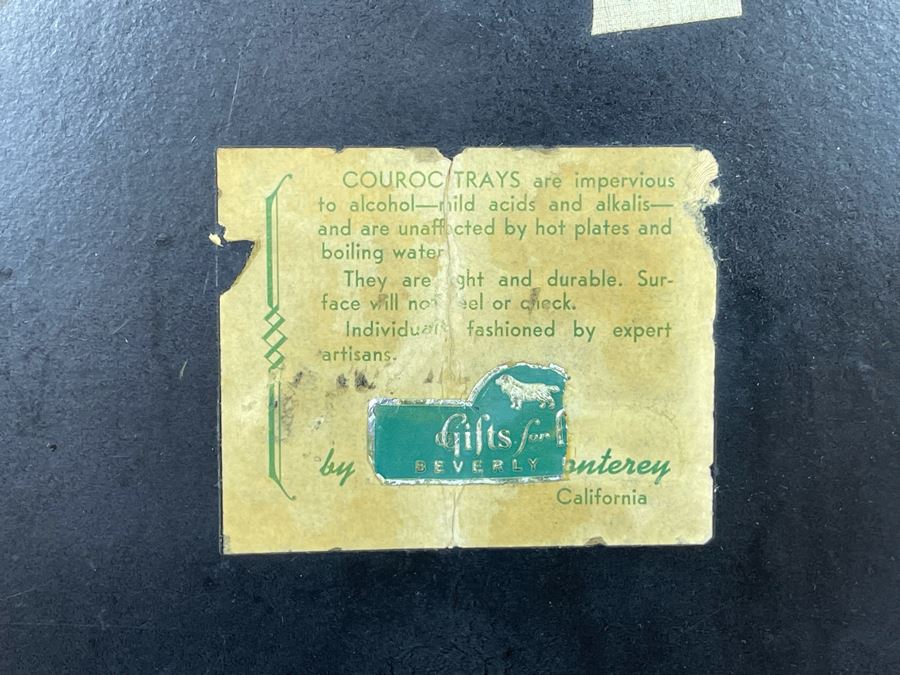 COUROC TRAYS are impervious
to alcohol—mild acids and alkalis—
and are unaffected by hot plates and
boiling water
They are ght and durable. Sur-
face will not eel or check.
Individual fashioned by expert
artisans.
Gifts for
BEVERLY
by onterey
California